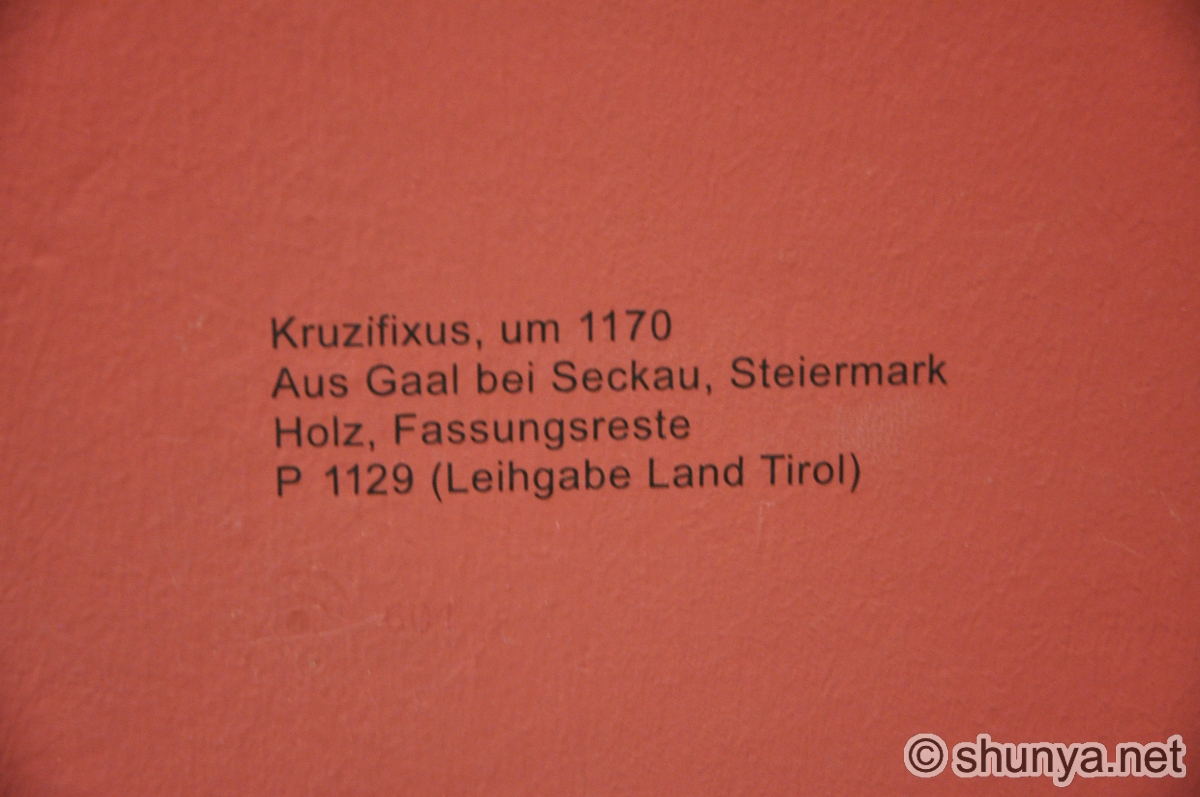 Kruzifixus, um 1170
Aus Gaal bei Seckau, Steiermark
Holz, Fassungsreste
P 1129 (Leihgabe Land Tirol)
©shunya.net